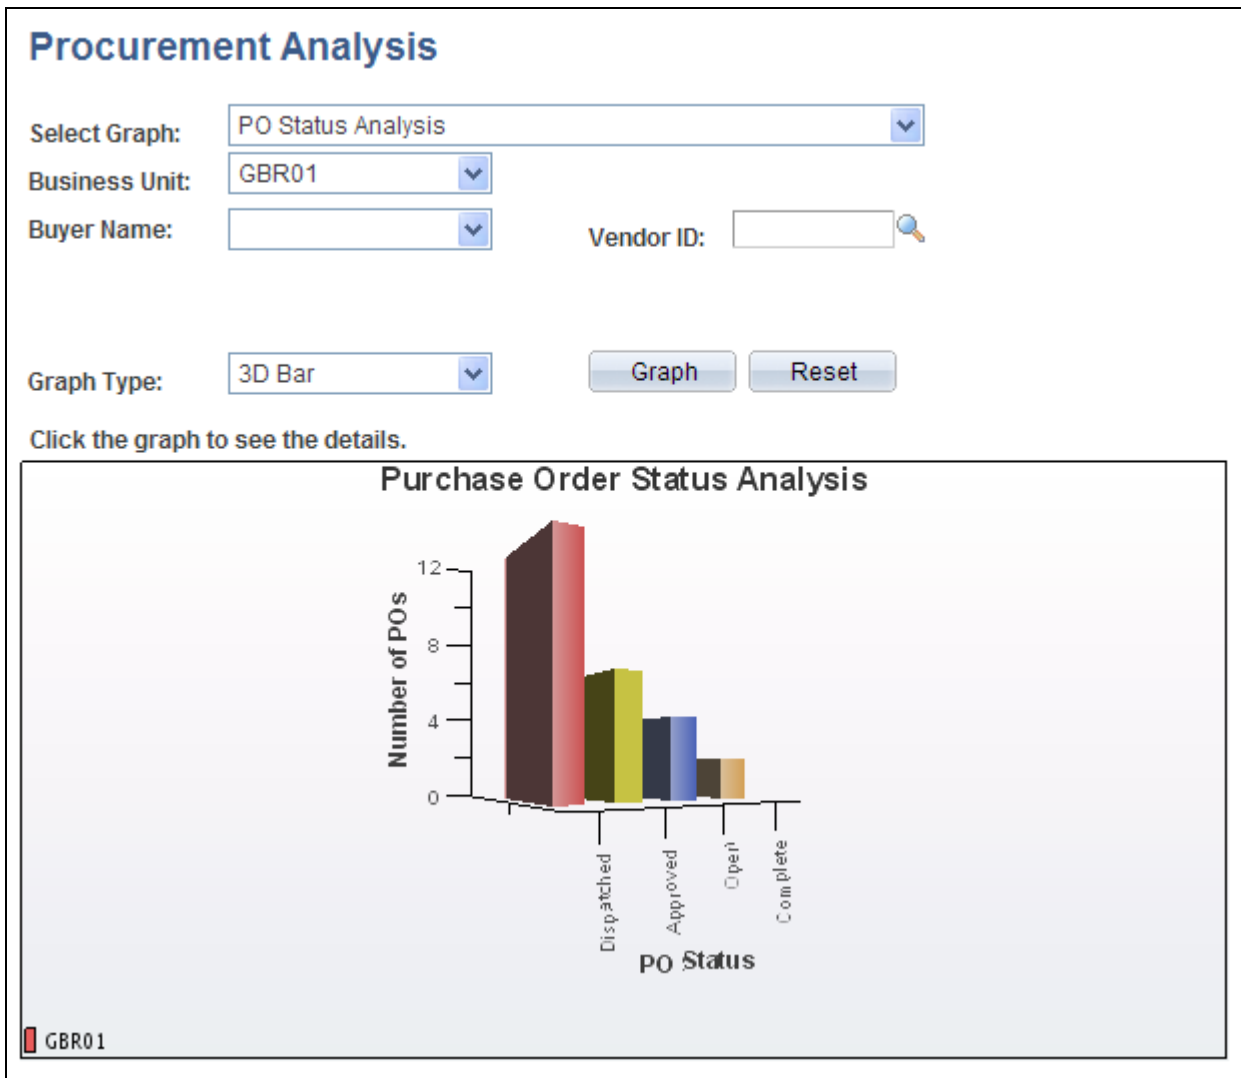 Procurement Analysis
Select Graph: PO Status Analysis
Business Unit: GBR01
Buyer Name: Vendor ID:
Graph Type: 3D Bar Graph Reset
Click the graph to see the details.
Purchase Order Status Analysis
Number of POs
12
8
4
0
Dispatched
Approved
Open
Complete
PO Status
GBR01